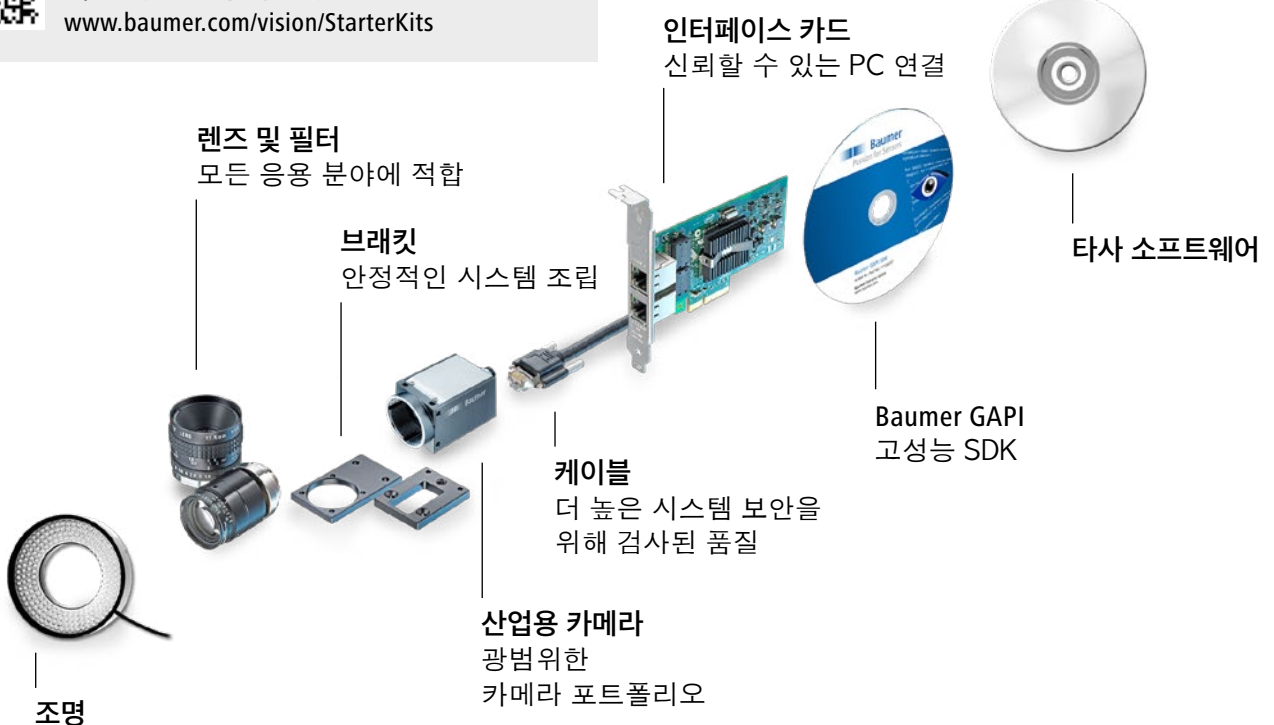 www.baumer.com/vision/StarterKits
인터페이스 카드
신뢰할 수 있는 PC 연결
렌즈 및 필터
모든 응용 분야에 적합
브래킷
안정적인 시스템 조립
Baumer
Passion for Sensors
타사 소프트웨어
Baumer
Baumer GAPI
고성능 SDK
케이블
더 높은 시스템 보안을
위해 검사된 품질
산업용 카메라
광범위한
카메라 포트폴리오
조명